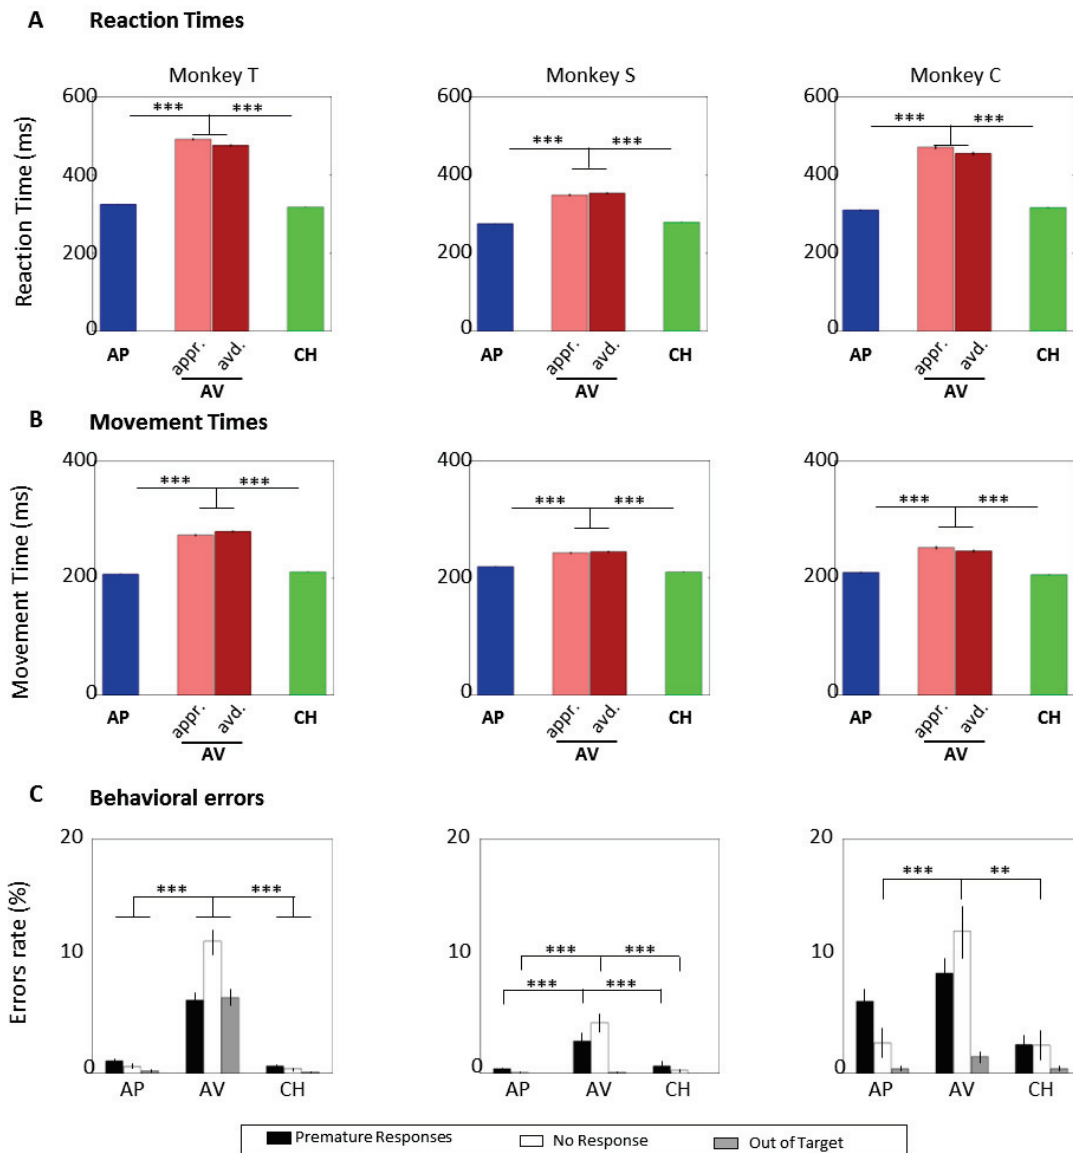 A Reaction Times
Monkey T Monkey S Monkey C
Reaction Time (ms)
600 *** *** 600 600 *** ***
*** ***
400 400 400
200 200 200
0 0 0
AP appr. avd. CH AP appr. avd. CH AP appr. avd. CH
AV AV AV
B Movement Times
Movement Time (ms)
400 400 400
*** *** *** *** *** ***
200 200 200
0 0 0
AP appr. avd. CH AP appr. avd. CH AP appr. avd. CH
AV AV AV
C Behavioral errors
Errors rate (%)
20 20 20
*** *** *** **
10 10 *** *** 10
*** ***
0 0 0
AP AV CH AP AV CH AP AV CH
Premature Responses No Response Out of Target